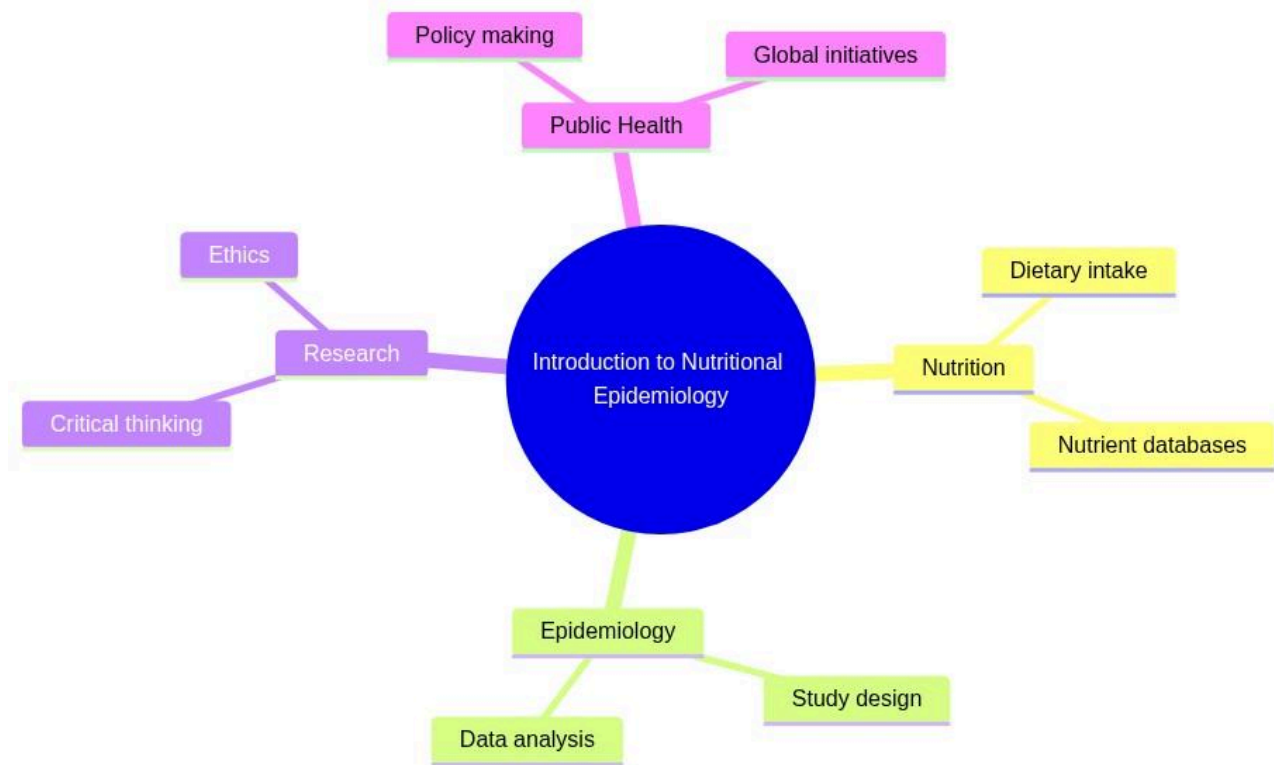 Policy making
Global initiatives
Public Health
Ethics
Research
Critical thinking
Introduction to Nutritional
Epidemiology
Dietary intake
Nutrition
Nutrient databases
Epidemiology
Study design
Data analysis